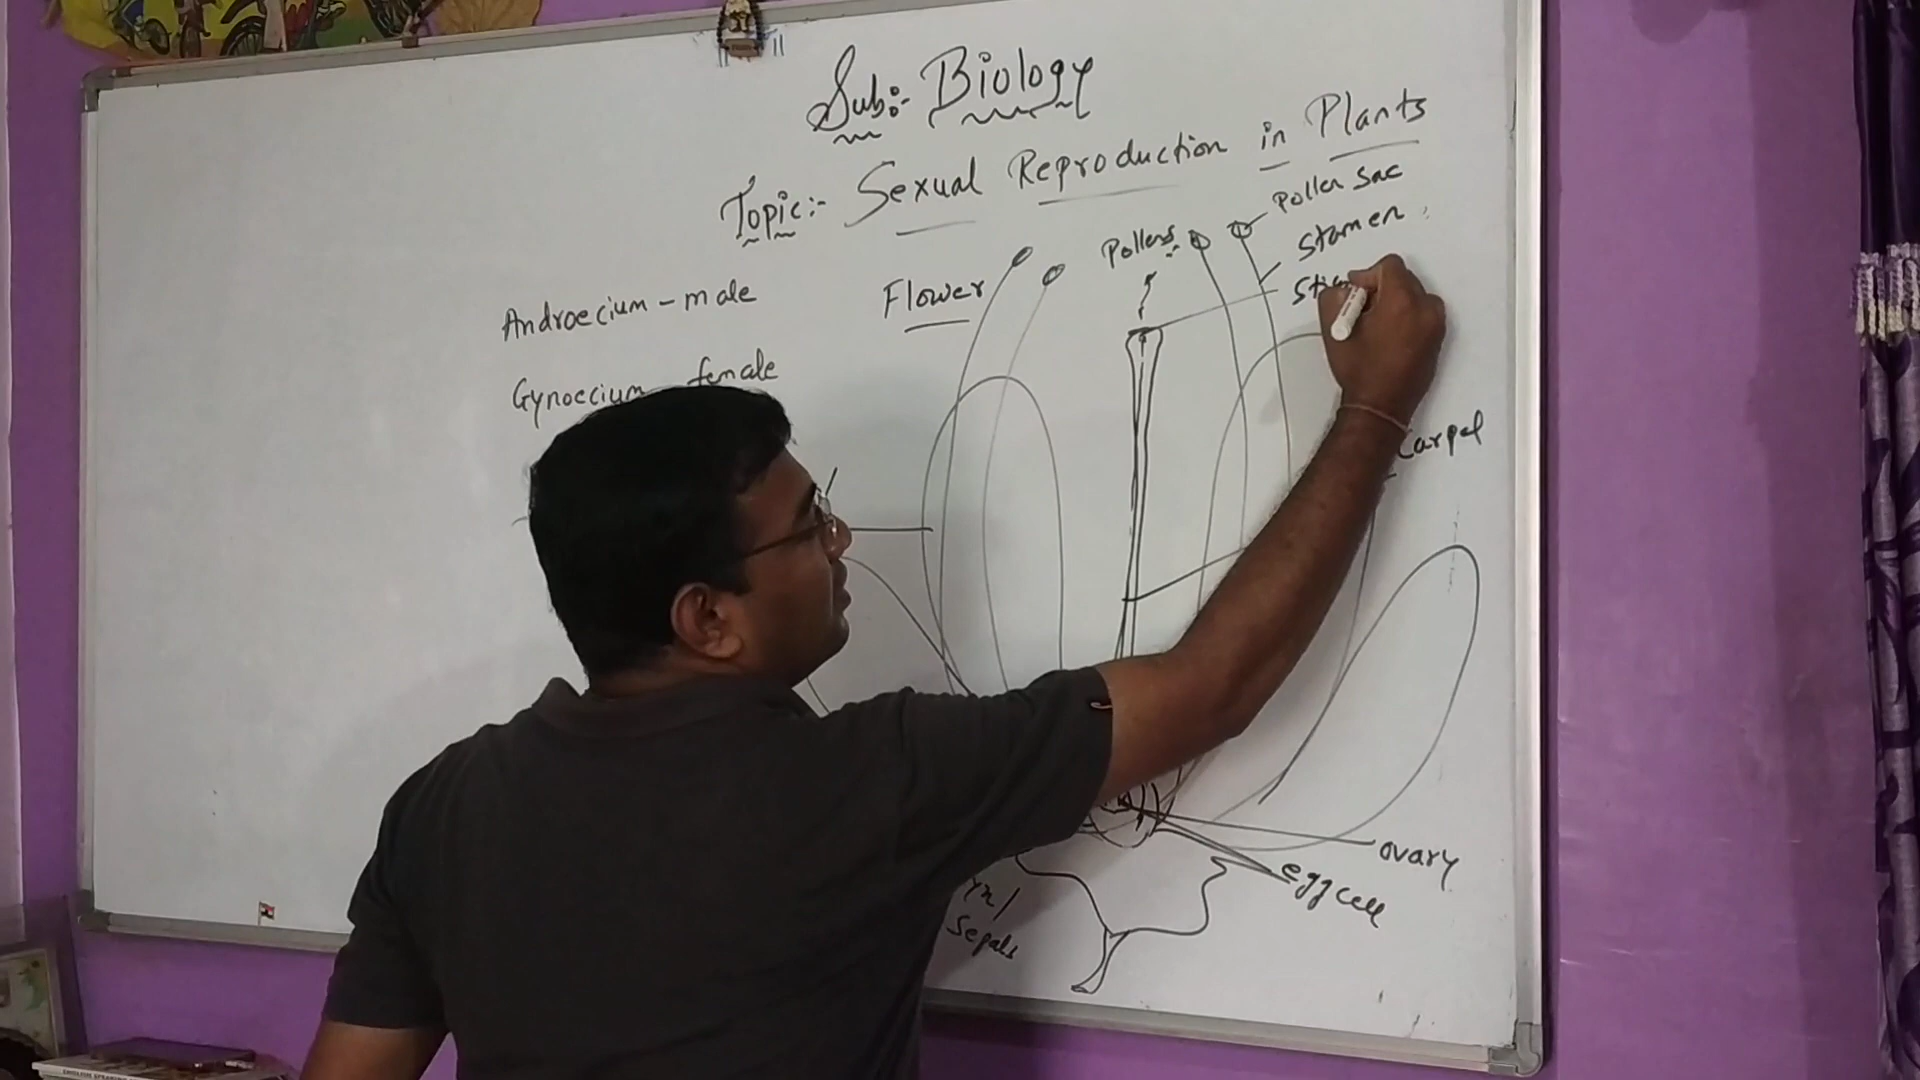 Sub:- Biology
Topic:- Sexual Reproduction in Plants
Pollen Sac
Pollens
Stamen
Flower
Androecium - male
Gynoecium female
Carpel
ovary
egg cell
Sepals